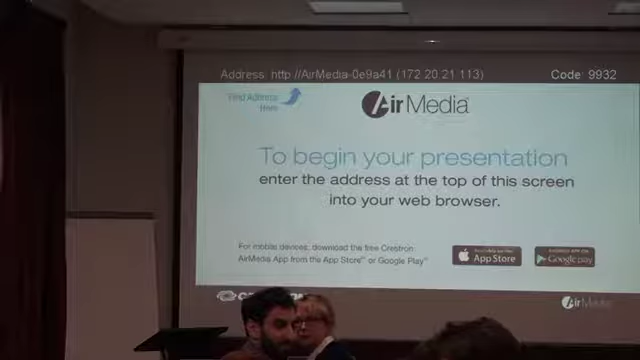 Address: http://AirMedia-0e9a41 (172.20.21.113) Code: 9932
Find Address
Here
AirMedia
To begin your presentation
enter the address at the top of this screen
into your web browser.
For mobile devices, download the free Crestron
AirMedia App from the App Store℠ or Google Play™
App Store
Google play
AirMedia